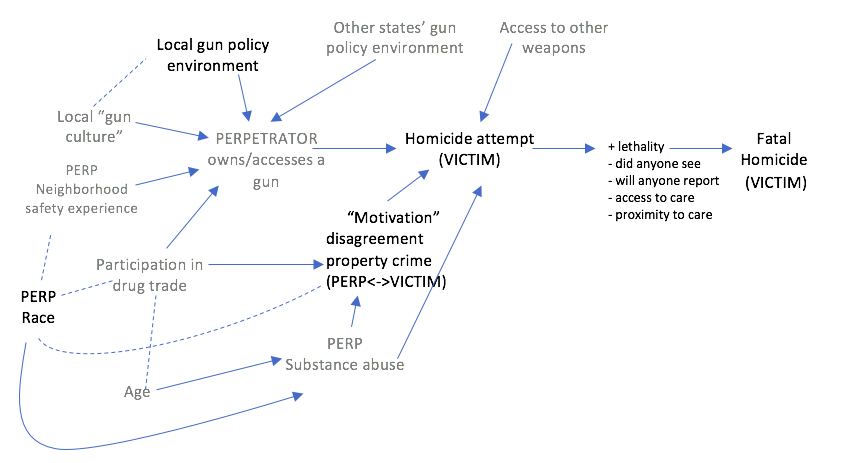 Local gun policy
environment
Other states’ gun
policy environment
Access to other
weapons
Local “gun
culture”
PERPETRATOR
owns/accesses a
gun
Homicide attempt
(VICTIM)
+ lethality
- did anyone see
- will anyone report
- access to care
- proximity to care
Fatal
Homicide
(VICTIM)
PERP
Neighborhood
safety experience
“Motivation”
disagreement
property crime
(PERP<->VICTIM)
Participation in
drug trade
PERP
Race
PERP
Substance abuse
Age